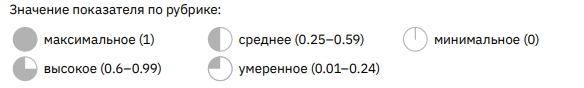 Значение показателя по рубрике:
максимальное (1) среднее (0.25–0.59) минимальное (0)
высокое (0.6–0.99) умеренное (0.01–0.24)